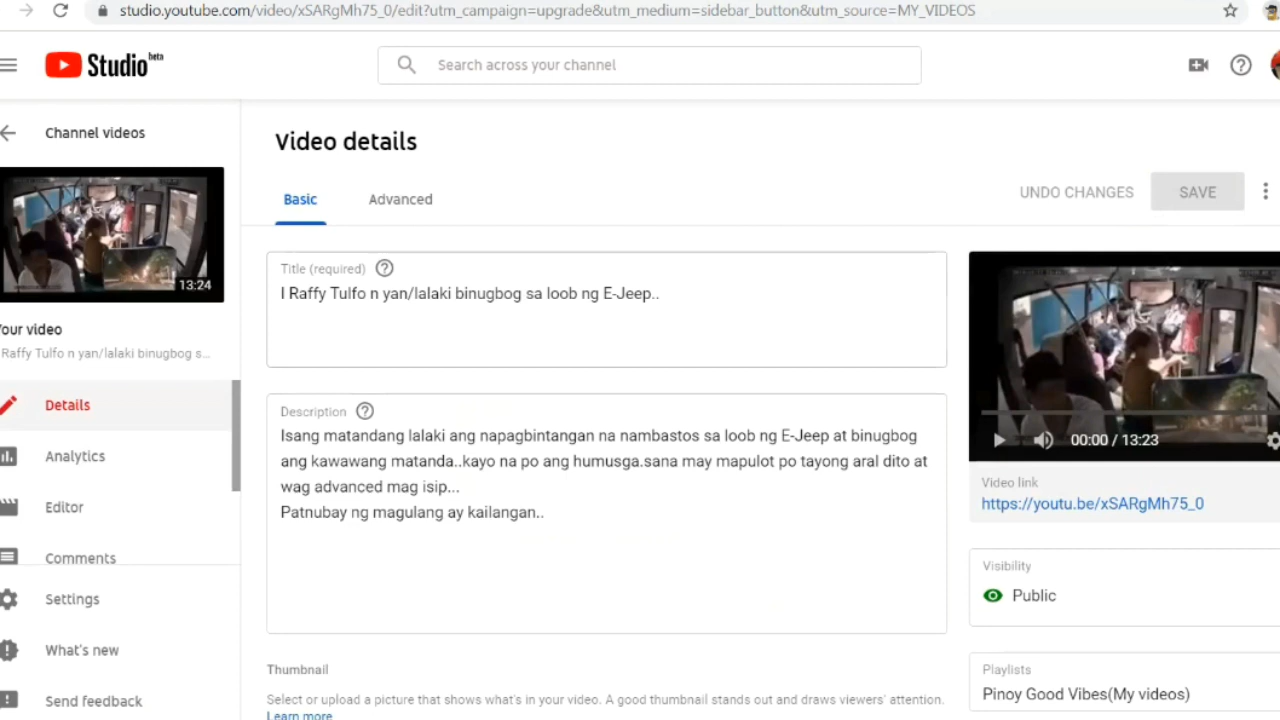 studio.youtube.com/video/xSARgMh75_0/edit?utm_campaign=upgrade&utm_medium=sidebar_button&utm_source=MY_VIDEOS
Studio beta
Search across your channel
Channel videos
13:24
Your video
Raffy Tulfo n yan/lalaki binugbog s...
Details
Analytics
Editor
Comments
Settings
What's new
Send feedback
Video details
Basic
Advanced
UNDO CHANGES
SAVE
Title (required)
I Raffy Tulfo n yan/lalaki binugbog sa loob ng E-Jeep..
Description
Isang matandang lalaki ang napagbintangan na nambastos sa loob ng E-Jeep at binugbog
ang kawawang matanda..kayo na po ang humusga.sana may mapulot po tayong aral dito at
wag advanced mag isip...
Patnubay ng magulang ay kailangan..
Thumbnail
Select or upload a picture that shows what's in your video. A good thumbnail stands out and draws viewers' attention.
Learn more
00:00 / 13:23
Video link
https://youtu.be/xSARgMh75_0
Visibility
Public
Playlists
Pinoy Good Vibes(My videos)